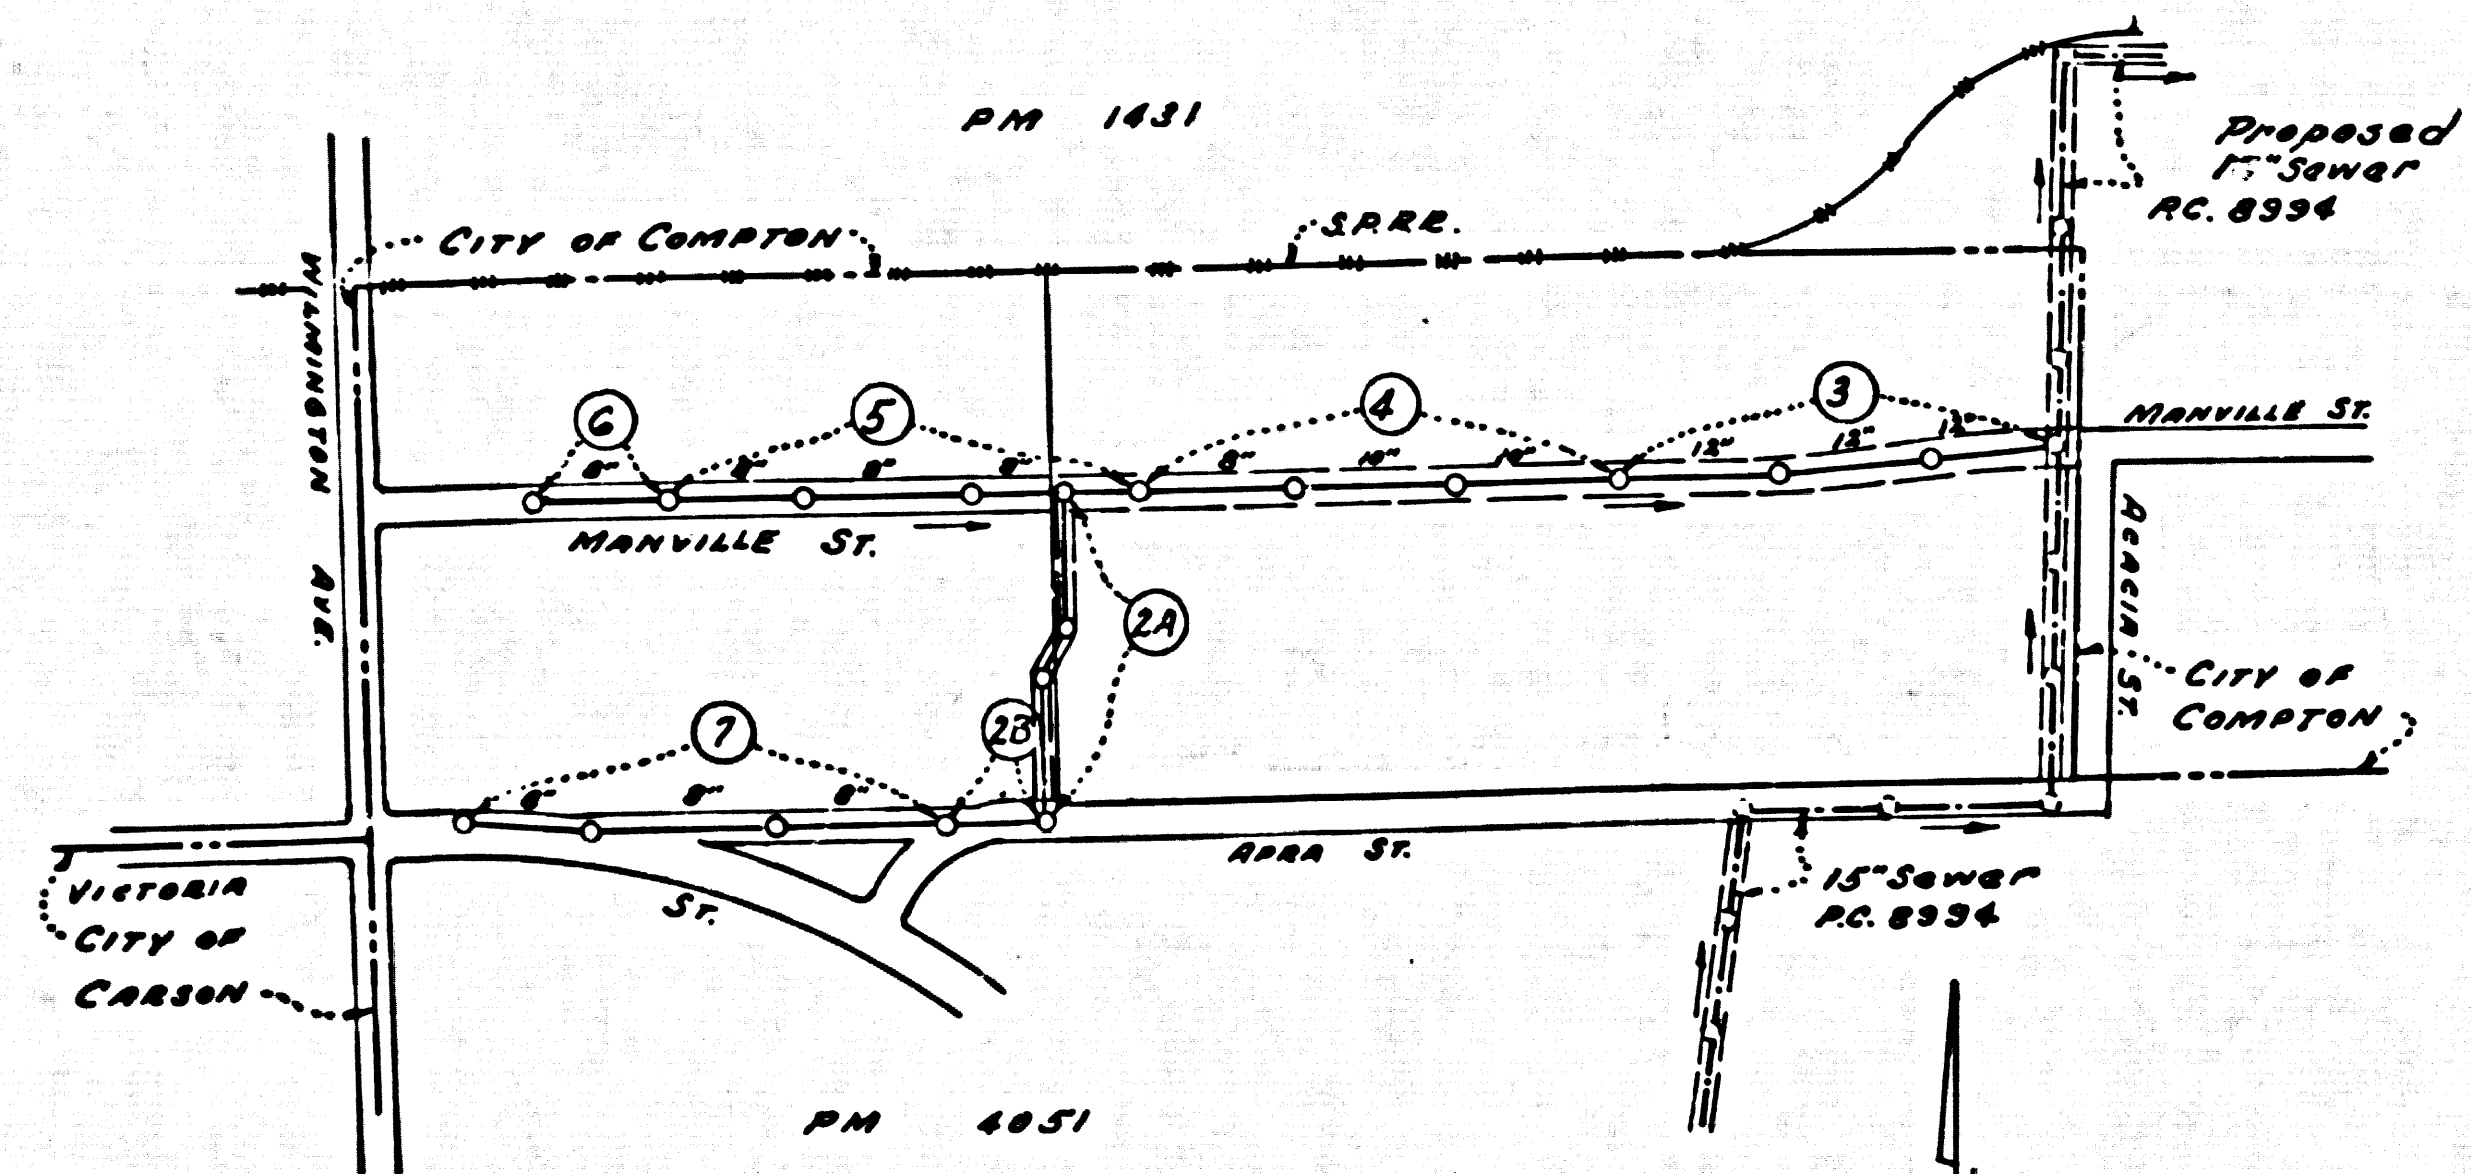 PM 1431
Proposed
15" Sewer
P.C. 8994
CITY OF COMPTON
S.P.R.R.
WILMINGTON AVE.
6
5
4
3
8"
8"
8"
8"
8"
10"
10"
12"
12"
12"
MANVILLE ST.
MANVILLE ST.
ACACIA ST.
2A
CITY OF
COMPTON
7
2B
8"
8"
8"
APRA ST.
15" Sewer
P.C. 8994
VICTORIA
ST.
CITY OF
CARSON
PM 4051